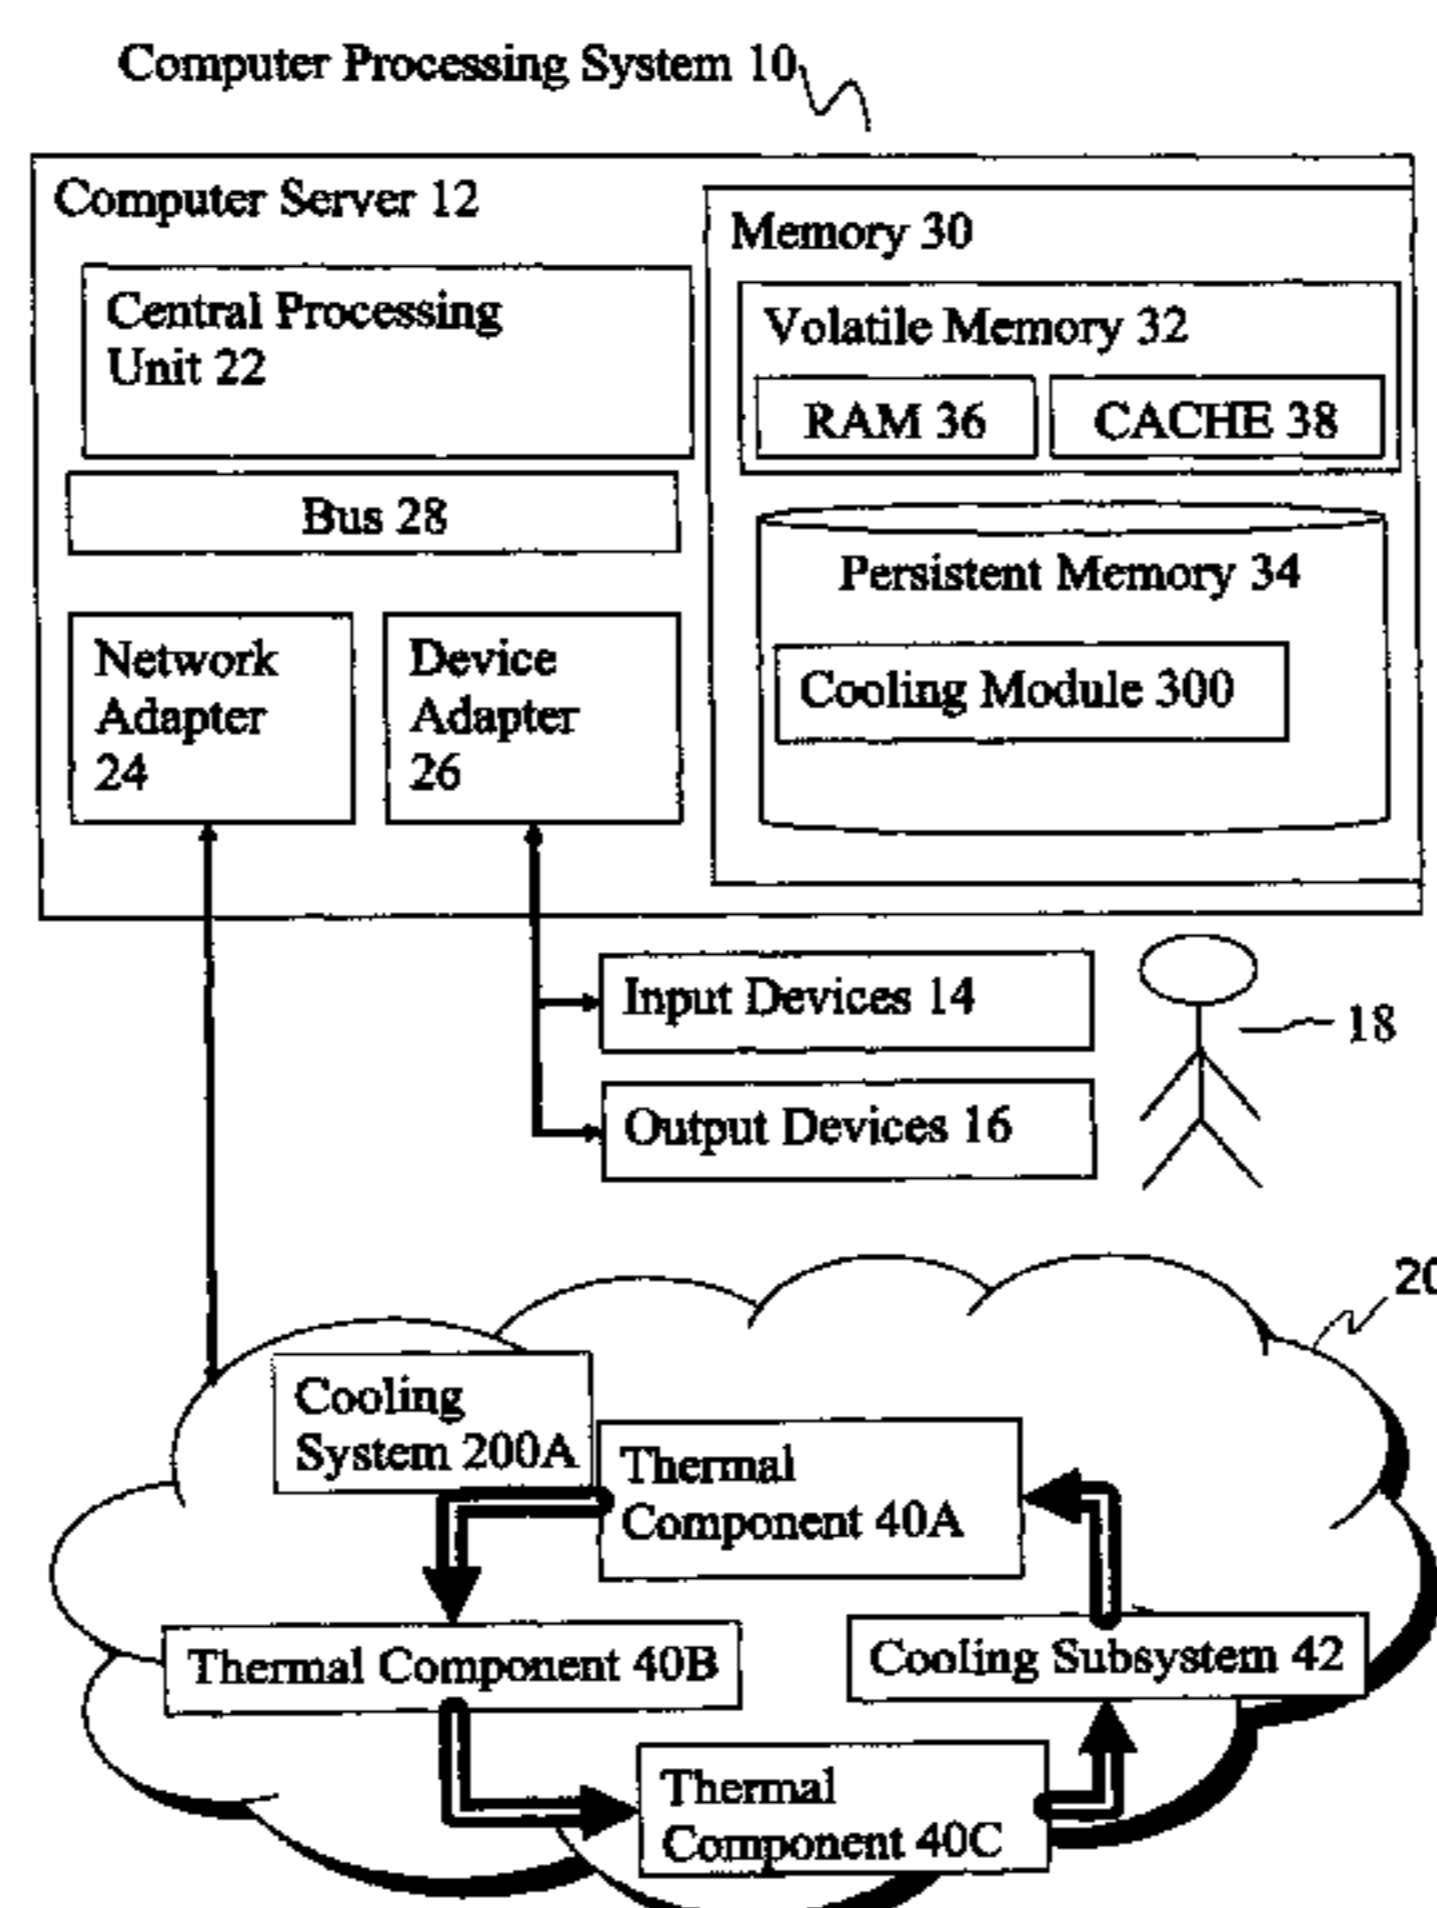 Computer Processing System 10
Computer Server 12
Central Processing
Unit 22
Bus 28
Network
Adapter
24
Device
Adapter
26
Memory 30
Volatile Memory 32
RAM 36
CACHE 38
Persistent Memory 34
Cooling Module 300
Input Devices 14
Output Devices 16
18
20
Cooling
System 200A
Thermal
Component 40A
Thermal Component 40B
Cooling Subsystem 42
Thermal
Component 40C